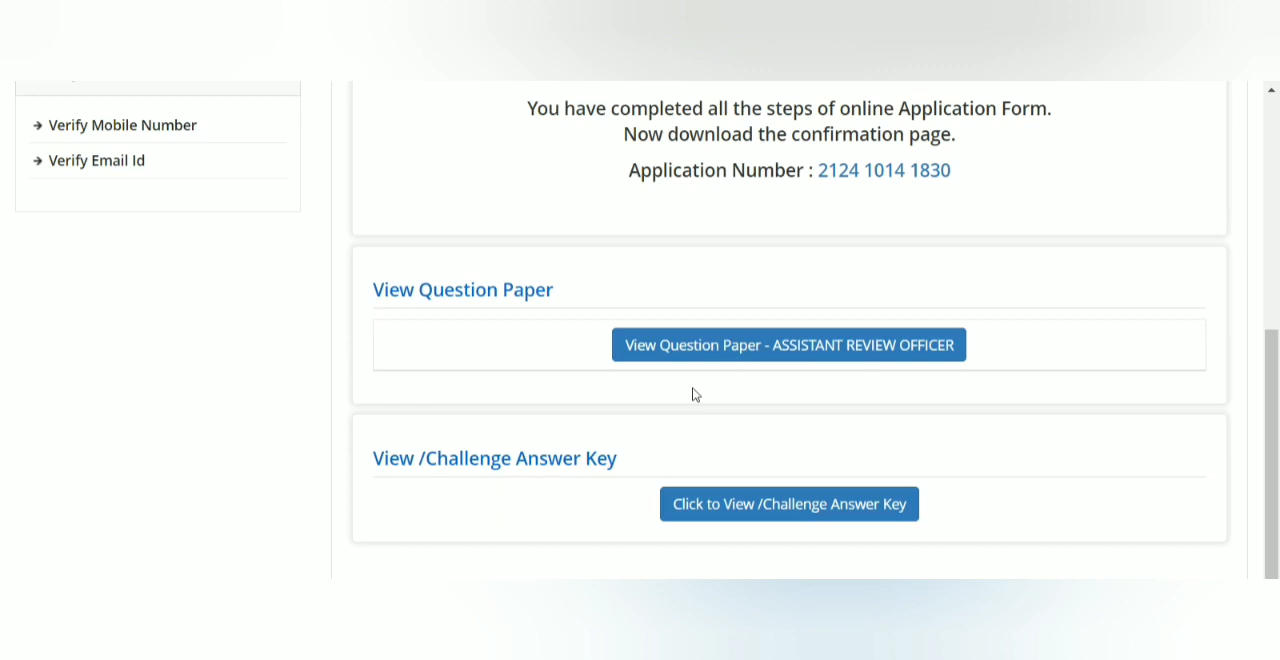 Verify Mobile Number
Verify Email Id
You have completed all the steps of online Application Form.
Now download the confirmation page.
Application Number : 2124 1014 1830
View Question Paper
View Question Paper - ASSISTANT REVIEW OFFICER
View /Challenge Answer Key
Click to View /Challenge Answer Key